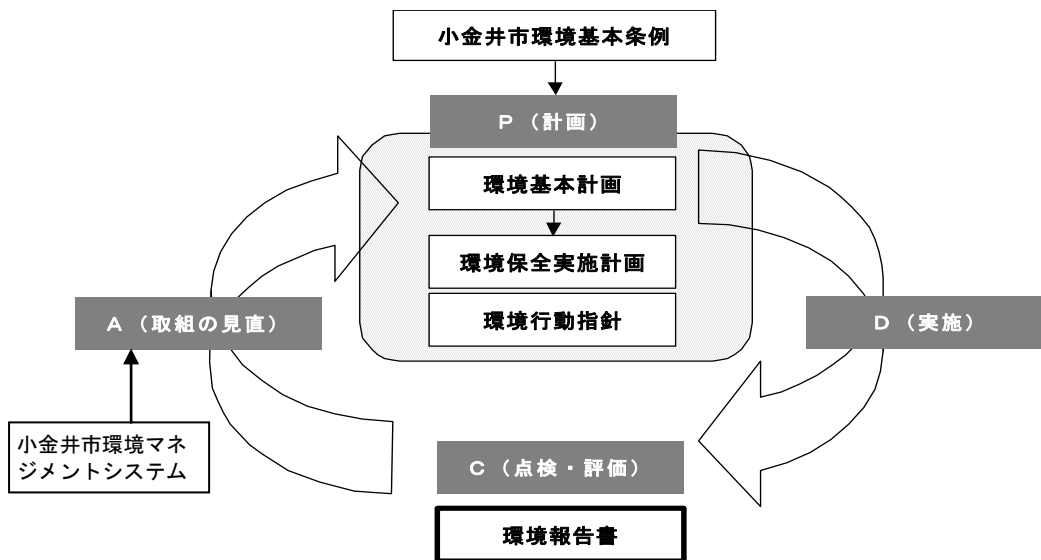 小金井市環境基本条例
Ｐ（計画）
環境基本計画
環境保全実施計画
環境行動指針
Ａ（取組の見直）
Ｄ（実施）
小金井市環境マネ
ジメントシステム
Ｃ（点検・評価）
環境報告書